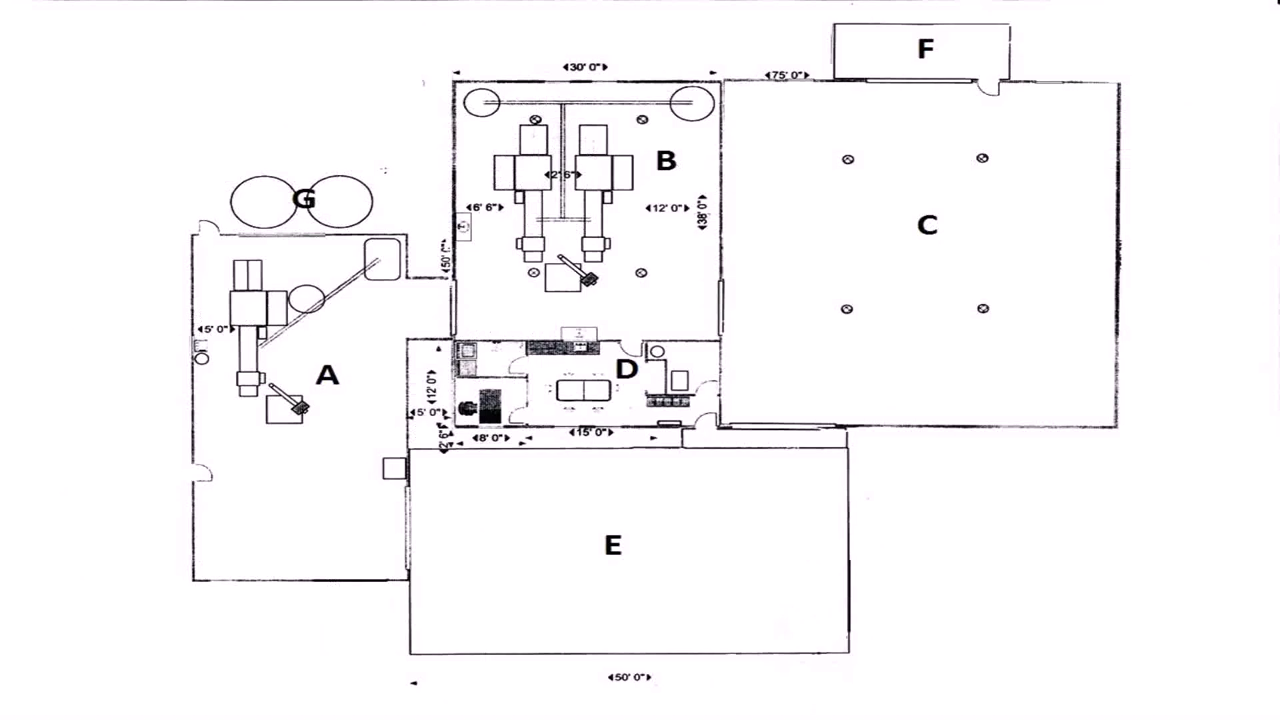 F
30' 0"
75' 0"
B
2' 6"
G
6' 6"
12' 0"
38' 0"
C
50' 0"
5' 0"
A
D
12' 0"
5' 0"
2' 6"
8' 0"
15' 0"
E
50' 0"